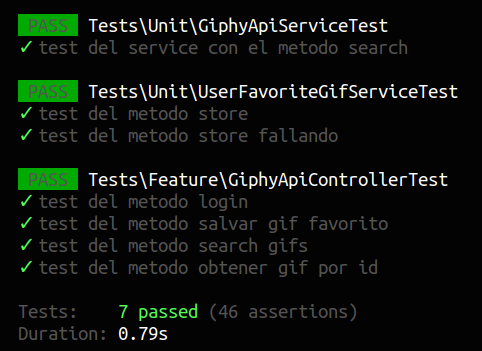 PASS Tests\Unit\GiphyApiServiceTest
✓ test del service con el metodo search
PASS Tests\Unit\UserFavoriteGifServiceTest
✓ test del metodo store
✓ test del metodo store fallando
PASS Tests\Feature\GiphyApiControllerTest
✓ test del metodo login
✓ test del metodo salvar gif favorito
✓ test del metodo search gifs
✓ test del metodo obtener gif por id
Tests: 7 passed (46 assertions)
Duration: 0.79s